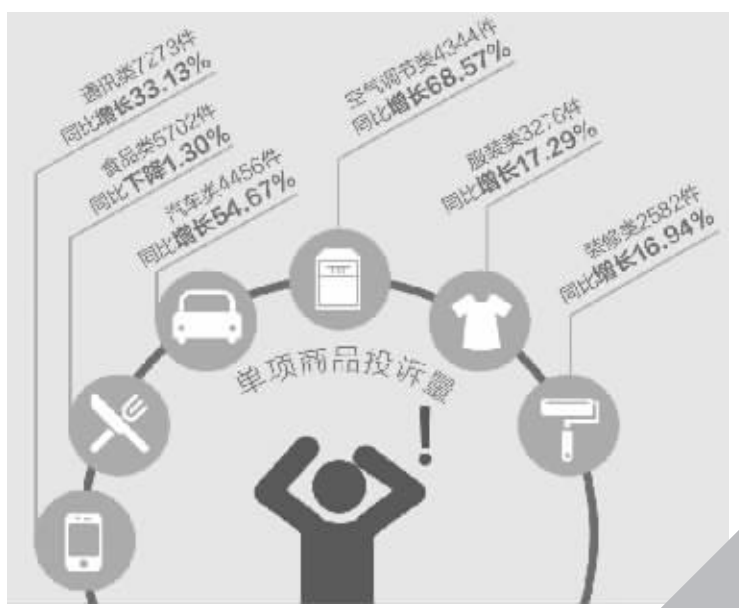 通讯类7273件
同比增长33.13%
食品类5702件
同比下降1.30%
汽车类4456件
同比增长54.67%
空气调节类4344件
同比增长68.57%
服装类3276件
同比增长17.29%
装修类2582件
同比增长16.94%
单项商品投诉量
!